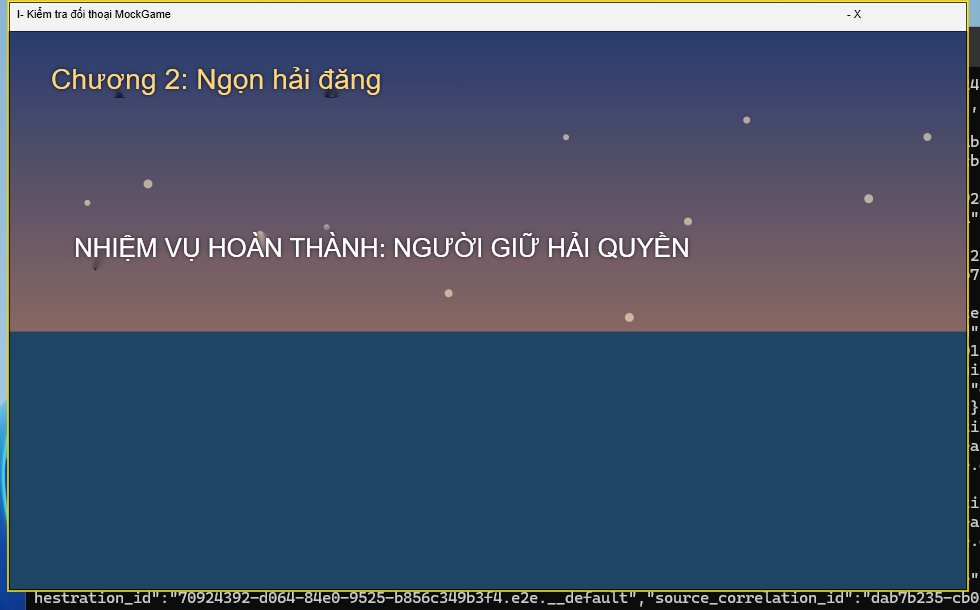 I- Kiểm tra đối thoại MockGame
- X
Chương 2: Ngọn hải đăng
NHIỆM VỤ HOÀN THÀNH: NGƯỜI GIỮ HẢI QUYỀN
hestration_id":"70924392-d064-84e0-9525-b856c349b3f4.e2e.__default","source_correlation_id":"dab7b235-cb0